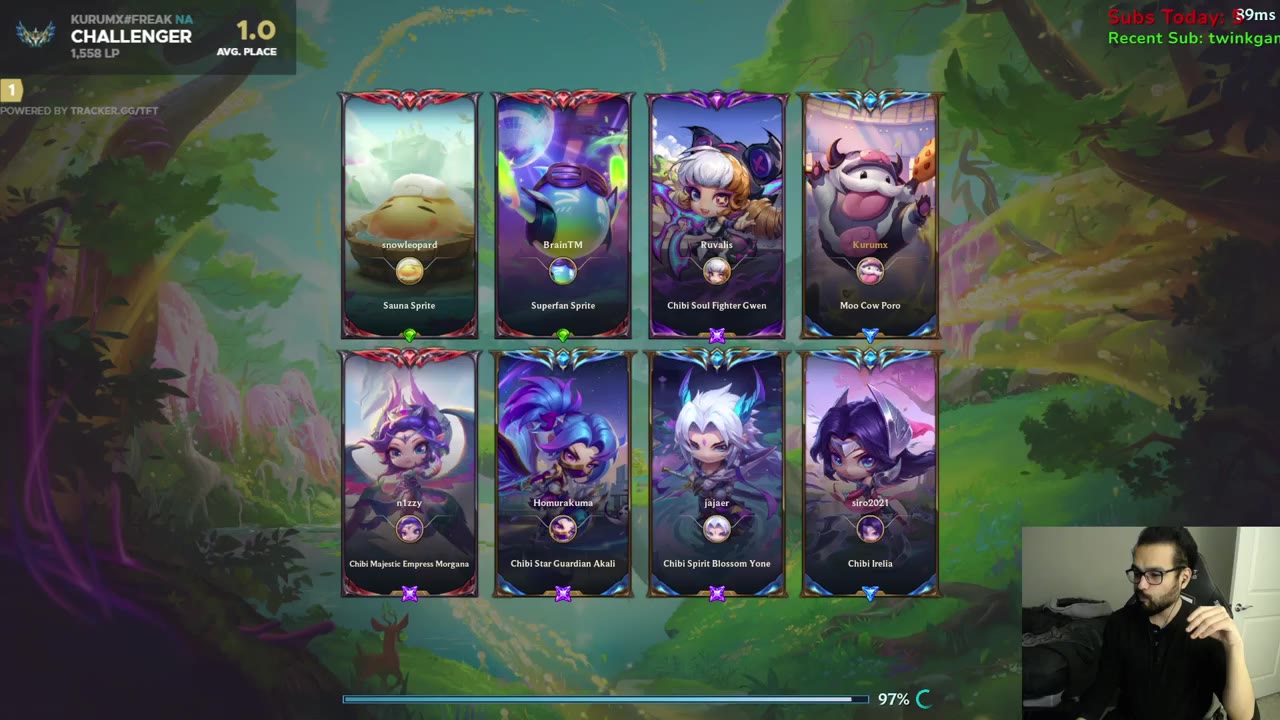 KURUMX#FREAK NA
CHALLENGER
1,558 LP
1.0
AVG. PLACE
1
POWERED BY TRACKER.GG/TFT
Subs Today:
89ms
Recent Sub: twinkgan
snowleopard
Sauna Sprite
BrainTM
Superfan Sprite
Ruvalis
Chibi Soul Fighter Gwen
Kurumx
Moo Cow Poro
n1zzy
Chibi Majestic Empress Morgana
Homurakuma
Chibi Star Guardian Akali
jajaer
Chibi Spirit Blossom Yone
siro2021
Chibi Irelia
97%